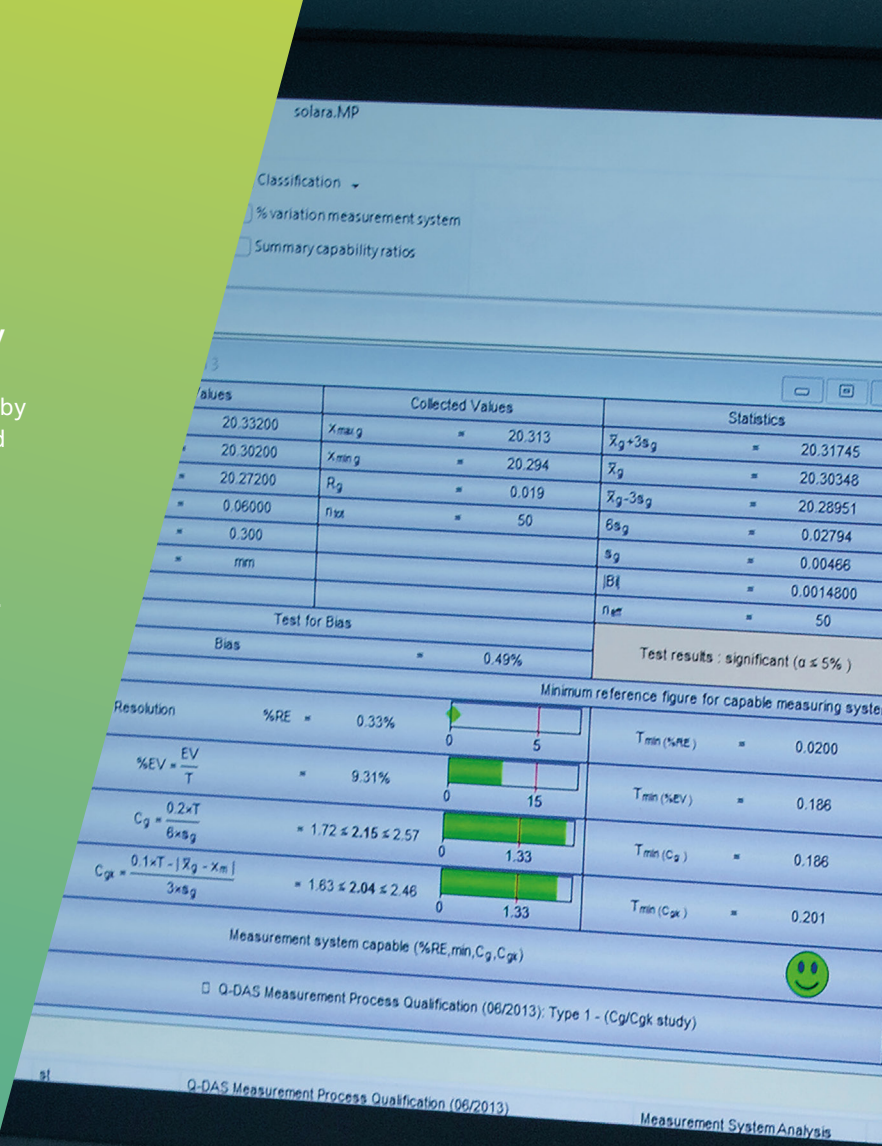 solara.MP
Classification
% variation measurement system
Summary capability ratios
y
by
d
3
alues Collected Values Statistics
20.33200 Xmax g = 20.313 x̄g+3sg = 20.31745
= 20.30200 Xmin g = 20.294 x̄g = 20.30348
= 20.27200 Rg = 0.019 x̄g-3sg = 20.28951
= 0.06000 ntot = 50 6sg = 0.02794
= 0.300 sg = 0.00466
= mm |Bi| = 0.0014800
neff = 50
Test for Bias
Bias = 0.49% Test results : significant (α ≤ 5% )
Minimum reference figure for capable measuring syste
Resolution %RE = 0.33% 0 5 Tmin (%RE) = 0.0200
%EV = EV/T = 9.31% 0 15 Tmin (%EV) = 0.186
Cg = 0.2×T/6×sg = 1.72 ≤ 2.15 ≤ 2.57 0 1.33 Tmin (Cg) = 0.186
Cgk = 0.1×T - | x̄g - xm |/3×sg = 1.63 ≤ 2.04 ≤ 2.46 0 1.33 Tmin (Cgk) = 0.201
Measurement system capable (%RE,min,Cg,Cgk)
Q-DAS Measurement Process Qualification (06/2013): Type 1 - (Cg/Cgk study)
st Q-DAS Measurement Process Qualification (06/2013) Measurement System Analysis